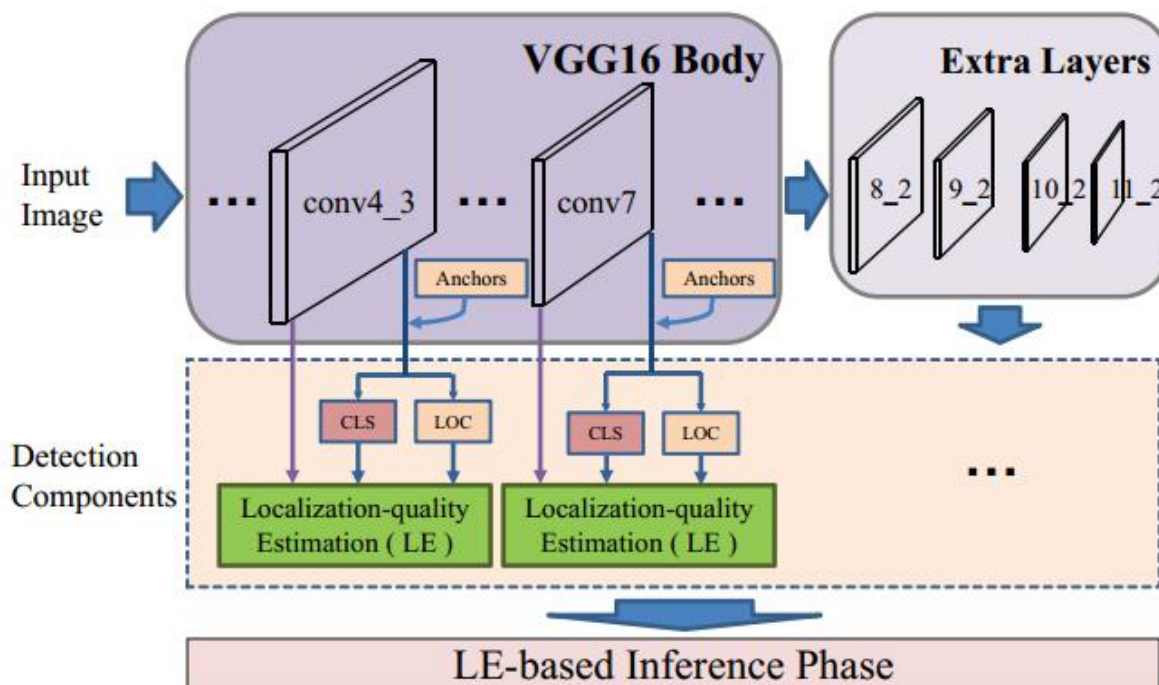 VGG16 Body
Extra Layers
Input
Image
...
conv4_3
...
conv7
...
8_2
9_2
10_2
11_2
Anchors
Anchors
Detection
Components
CLS
LOC
CLS
LOC
...
Localization-quality
Estimation ( LE )
Localization-quality
Estimation ( LE )
LE-based Inference Phase